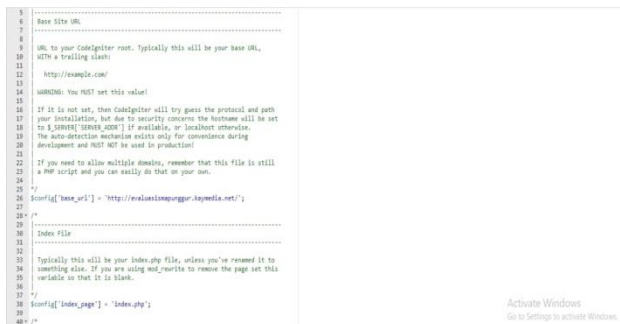 5 |--------------------------------------------------------------------------
6 | Base Site URL
7 |--------------------------------------------------------------------------
8 |
9 | URL to your CodeIgniter root. Typically this will be your base URL,
10 | WITH a trailing slash:
11 |
12 | http://example.com/
13 |
14 | WARNING: You MUST set this value!
15 |
16 | If it is not set, then CodeIgniter will try guess the protocol and path
17 | your installation, but due to security concerns the hostname will be set
18 | to $_SERVER['SERVER_ADDR'] if available, or localhost otherwise.
19 | The auto-detection mechanism exists only for convenience during
20 | development and MUST NOT be used in production!
21 |
22 | If you need to allow multiple domains, remember that this file is still
23 | a PHP script and you can easily do that on your own.
24 |
25 */
26 $config['base_url'] = 'http://evaluasismapunggur.kaymedia.net/';
27
28 /*
29 |--------------------------------------------------------------------------
30 | Index File
31 |--------------------------------------------------------------------------
32 |
33 | Typically this will be your index.php file, unless you've renamed it to
34 | something else. If you are using mod_rewrite to remove the page set this
35 | variable so that it is blank.
36 |
37 */
38 $config['index_page'] = 'index.php';
39
40 /*
Activate Windows
Go to Settings to activate Windows.